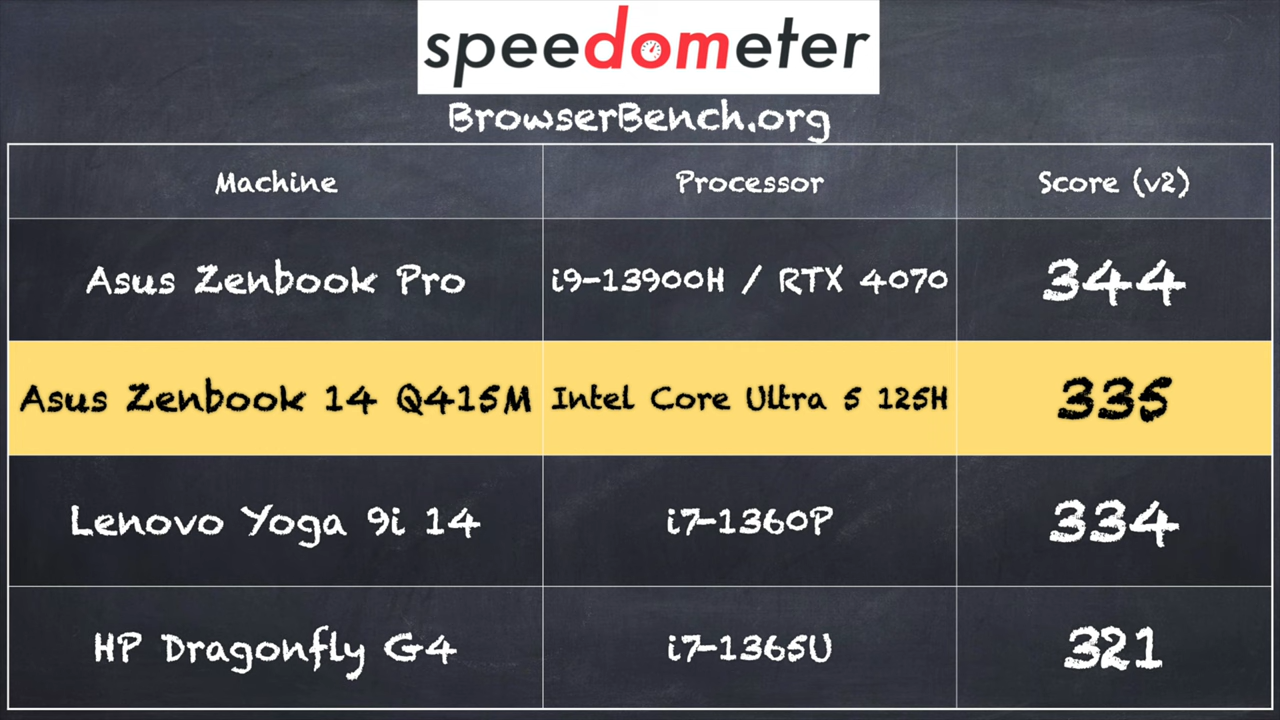 speedometer
BrowserBench.org
Machine Processor Score (v2)
Asus Zenbook Pro i9-13900H / RTX 4070 344
Asus Zenbook 14 Q415M Intel Core Ultra 5 125H 335
Lenovo Yoga 9i 14 i7-1360P 334
HP Dragonfly G4 i7-1365U 321